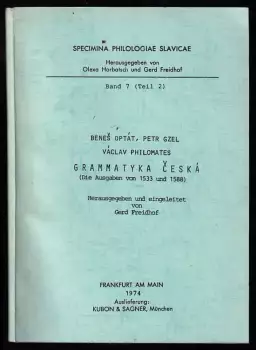 SPECIMINA PHILOLOGIAE SLAVICAE
Herausgegeben von
Olexa Horbatsch und Gerd Freidhof
Band 7 (Teil 2)
BENEŠ OPTÁT, PETR GZEL
VÁCLAV PHILOMATES
GRAMMATYKA ČESKÁ
(Die Ausgaben von 1533 und 1588)
Herausgegeben und eingeleitet
von
Gerd Freidhof
FRANKFURT AM MAIN
1974
Auslieferung:
KUBON & SAGNER, München